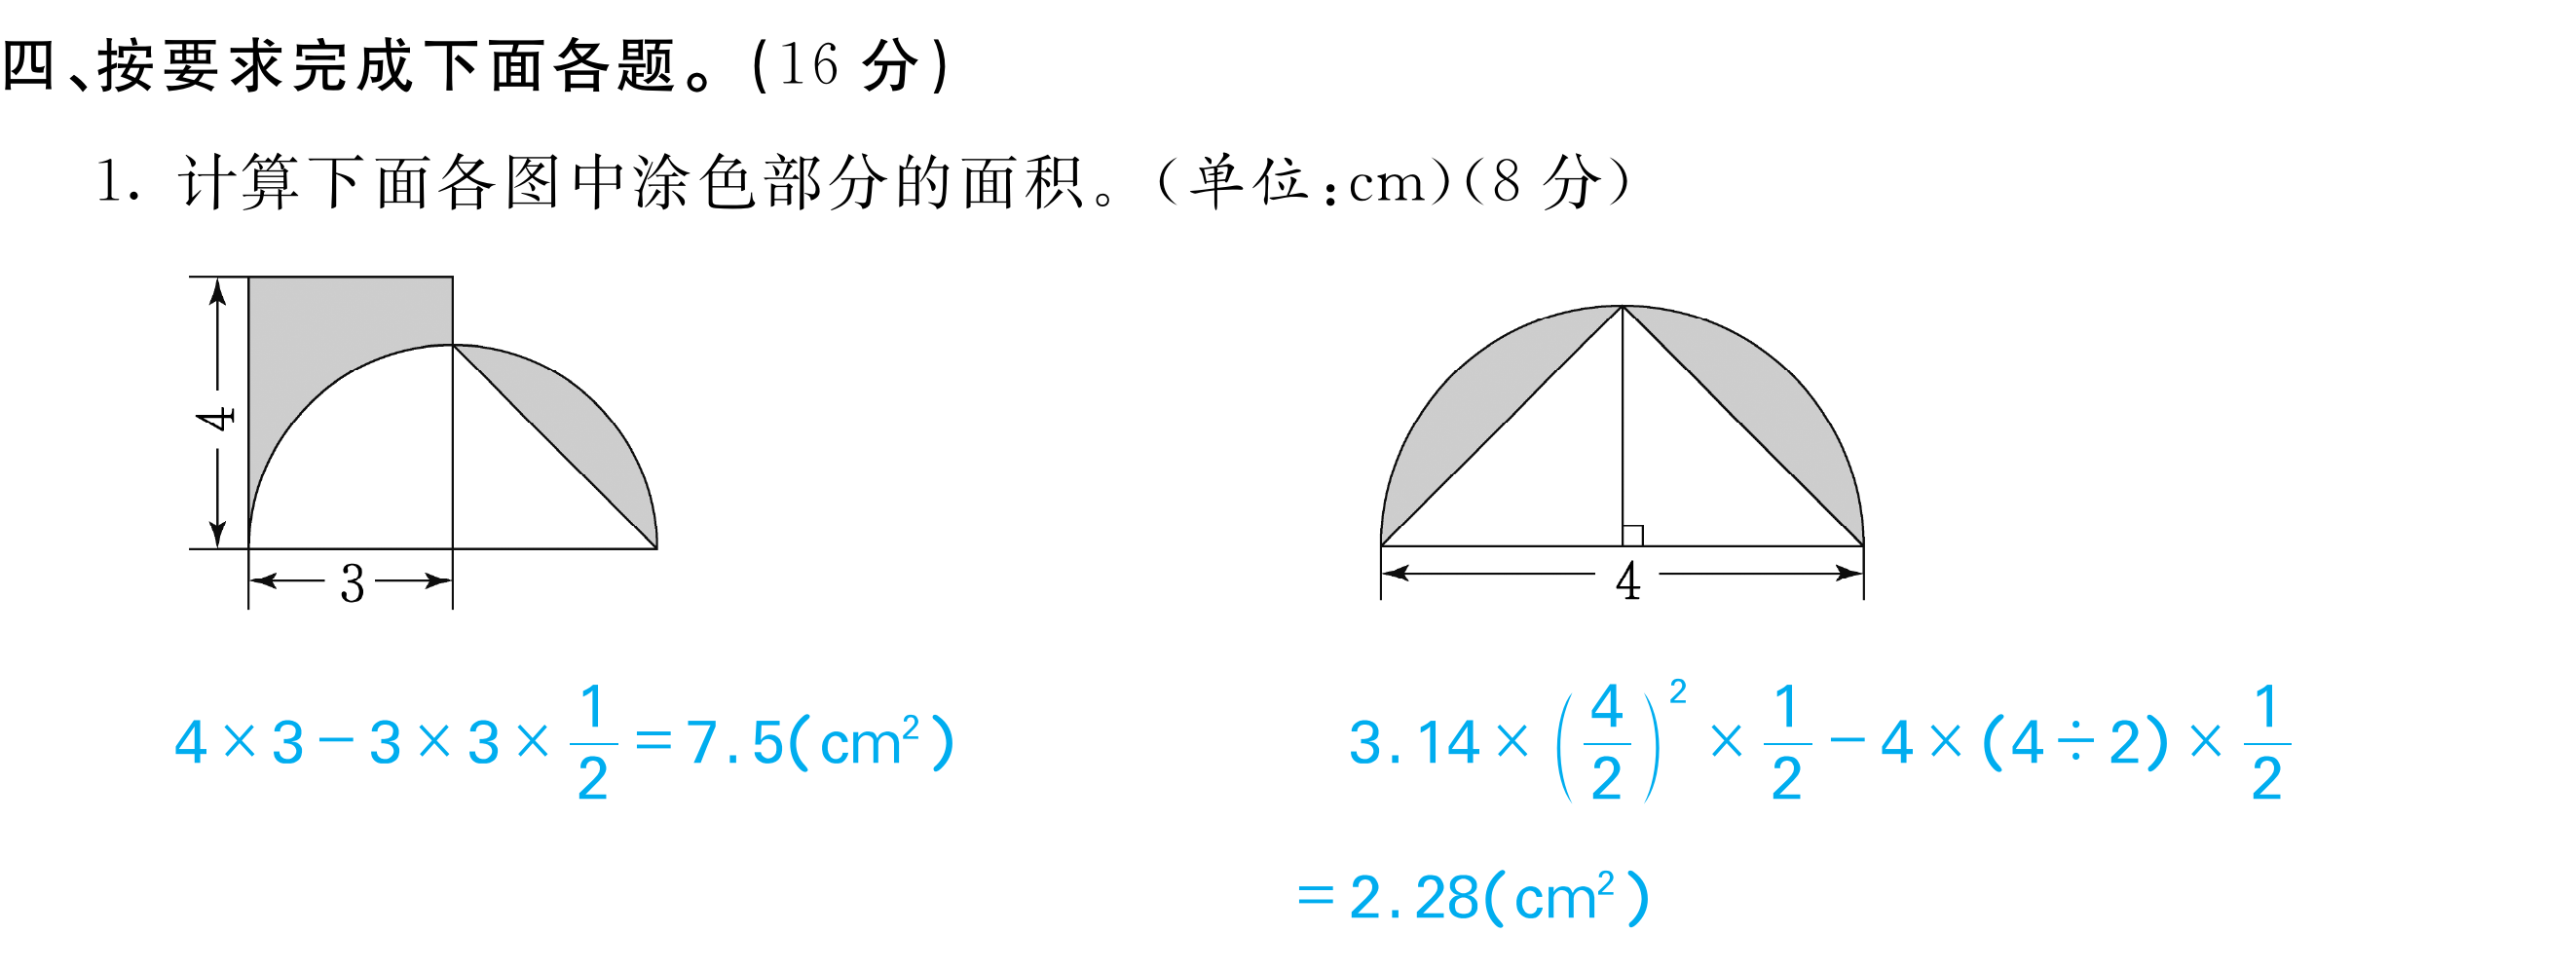 四、按要求完成下面各题。(16 分)
1. 计算下面各图中涂色部分的面积。(单位:cm)(8 分)
4
3
4
4×3-3×3×1/2=7.5(cm²)
3.14×(4/2)²×1/2-4×(4÷2)×1/2
=2.28(cm²)